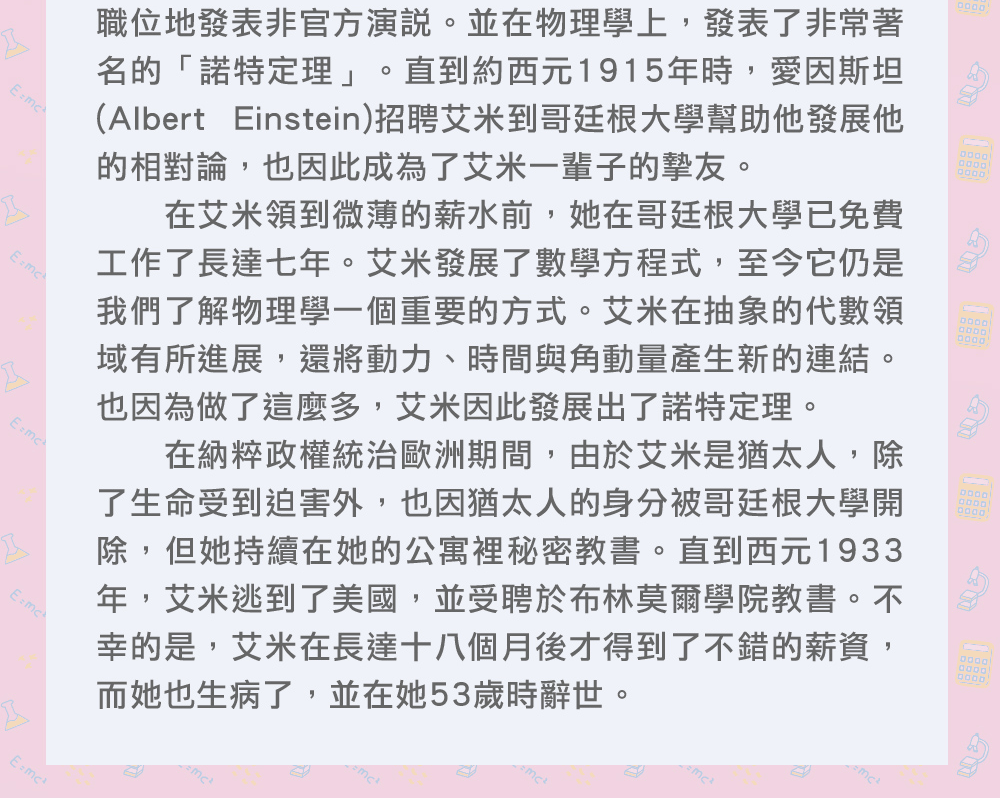 職位地發表非官方演說。並在物理學上，發表了非常著
名的「諾特定理」。直到約西元1915年時，愛因斯坦
(Albert Einstein)招聘艾米到哥廷根大學幫助他發展他
的相對論，也因此成為了艾米一輩子的摯友。
在艾米領到微薄的薪水前，她在哥廷根大學已免費
工作了長達七年。艾米發展了數學方程式，至今它仍是
我們了解物理學一個重要的方式。艾米在抽象的代數領
域有所進展，還將動力、時間與角動量產生新的連結。
也因為做了這麼多，艾米因此發展出了諾特定理。
在納粹政權統治歐洲期間，由於艾米是猶太人，除
了生命受到迫害外，也因猶太人的身分被哥廷根大學開
除，但她持續在她的公寓裡秘密教書。直到西元1933
年，艾米逃到了美國，並受聘於布林莫爾學院教書。不
幸的是，艾米在長達十八個月後才得到了不錯的薪資，
而她也生病了，並在她53歲時辭世。